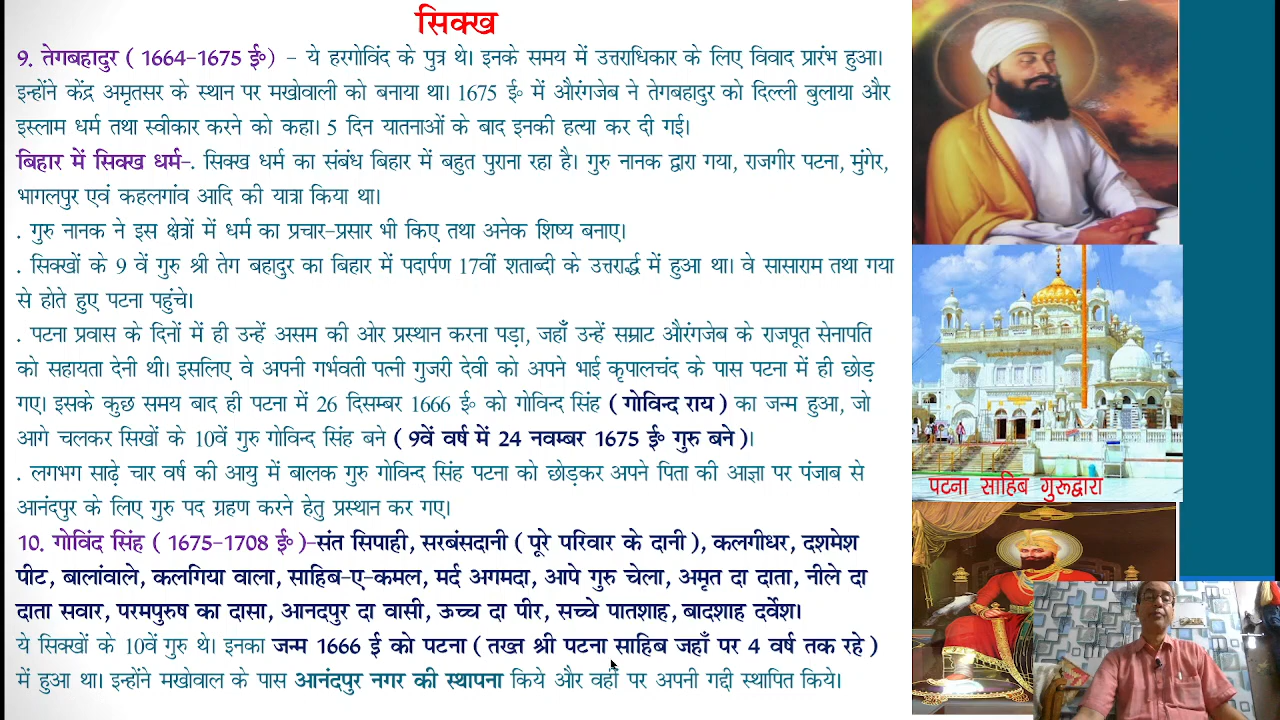 सिक्ख
9. तेगबहादुर ( 1664-1675 ई॰) - ये हरगोविंद के पुत्र थे। इनके समय में उत्तराधिकार के लिए विवाद प्रारंभ हुआ।
इन्होंने केंद्र अमृतसर के स्थान पर मखोवाली को बनाया था। 1675 ई॰ में औरंगजेब ने तेगबहादुर को दिल्ली बुलाया और
इस्लाम धर्म तथा स्वीकार करने को कहा। 5 दिन यातनाओं के बाद इनकी हत्या कर दी गई।
बिहार में सिक्ख धर्म-. सिक्ख धर्म का संबंध बिहार में बहुत पुराना रहा है। गुरु नानक द्वारा गया, राजगीर पटना, मुंगेर,
भागलपुर एवं कहलगांव आदि की यात्रा किया था।
. गुरु नानक ने इस क्षेत्रों में धर्म का प्रचार-प्रसार भी किए तथा अनेक शिष्य बनाए।
. सिक्खों के 9 वें गुरु श्री तेग बहादुर का बिहार में पदार्पण 17वीं शताब्दी के उत्तरार्द्ध में हुआ था। वे सासाराम तथा गया
से होते हुए पटना पहुंचे।
. पटना प्रवास के दिनों में ही उन्हें असम की ओर प्रस्थान करना पड़ा, जहाँ उन्हें सम्राट औरंगजेब के राजपूत सेनापति
को सहायता देनी थी। इसलिए वे अपनी गर्भवती पत्नी गुजरी देवी को अपने भाई कृपालचंद के पास पटना में ही छोड़
गए। इसके कुछ समय बाद ही पटना में 26 दिसम्बर 1666 ई॰ को गोविन्द सिंह ( गोविन्द राय ) का जन्म हुआ, जो
आगे चलकर सिखों के 10वें गुरु गोविन्द सिंह बने ( 9वें वर्ष में 24 नवम्बर 1675 ई॰ गुरु बने )।
. लगभग साढ़े चार वर्ष की आयु में बालक गुरु गोविन्द सिंह पटना को छोड़कर अपने पिता की आज्ञा पर पंजाब से
आनंदपुर के लिए गुरु पद ग्रहण करने हेतु प्रस्थान कर गए।
पटना साहिब गुरूद्वारा
10. गोविंद सिंह ( 1675-1708 ई॰ )-संत सिपाही, सरबंसदानी ( पूरे परिवार के दानी ), कलगीधर, दशमेश
पीट, बालांवाले, कलगिया वाला, साहिब-ए-कमल, मर्द अगमदा, आपे गुरु चेला, अमृत दा दाता, नीले दा
दाता सवार, परमपुरुष का दासा, आनदपुर दा वासी, ऊच्च दा पीर, सच्चे पातशाह, बादशाह दर्वेश।
ये सिक्खों के 10वें गुरु थे। इनका जन्म 1666 ई को पटना ( तख्त श्री पटना साहिब जहाँ पर 4 वर्ष तक रहे )
में हुआ था। इन्होंने मखोवाल के पास आनंदपुर नगर की स्थापना किये और वहीं पर अपनी गद्दी स्थापित किये।